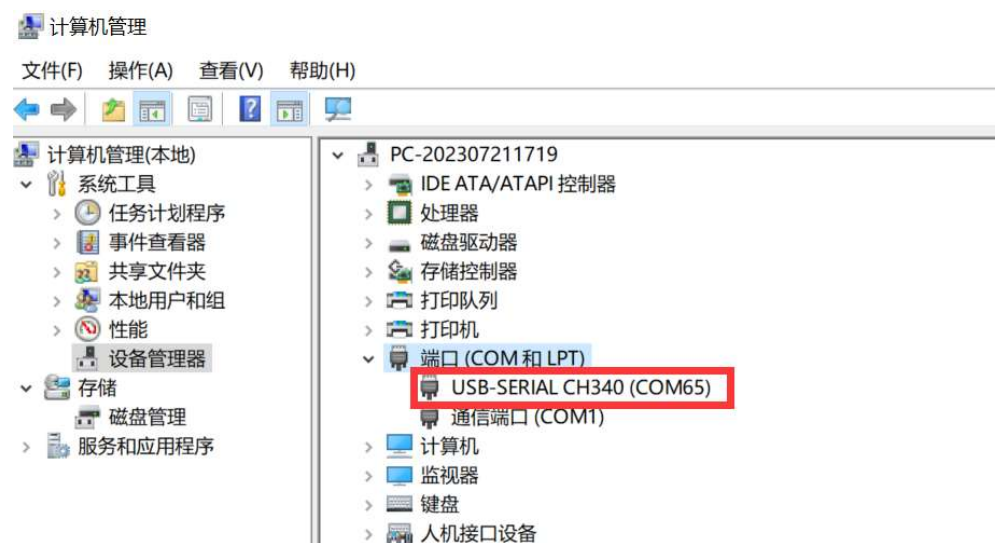 计算机管理
文件(F) 操作(A) 查看(V) 帮助(H)
计算机管理(本地)
系统工具
任务计划程序
事件查看器
共享文件夹
本地用户和组
性能
设备管理器
存储
磁盘管理
服务和应用程序
PC-202307211719
IDE ATA/ATAPI 控制器
处理器
磁盘驱动器
存储控制器
打印队列
打印机
端口 (COM 和 LPT)
USB-SERIAL CH340 (COM65)
通信端口 (COM1)
计算机
监视器
键盘
人机接口设备